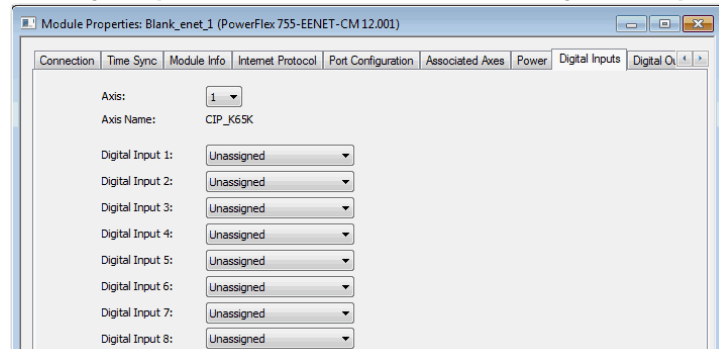 Module Properties: Blank_enet_1 (PowerFlex 755-EENET-CM 12.001)
Connection Time Sync Module Info Internet Protocol Port Configuration Associated Axes Power Digital Inputs Digital Ou
Axis: 1
Axis Name: CIP_K65K
Digital Input 1: Unassigned
Digital Input 2: Unassigned
Digital Input 3: Unassigned
Digital Input 4: Unassigned
Digital Input 5: Unassigned
Digital Input 6: Unassigned
Digital Input 7: Unassigned
Digital Input 8: Unassigned